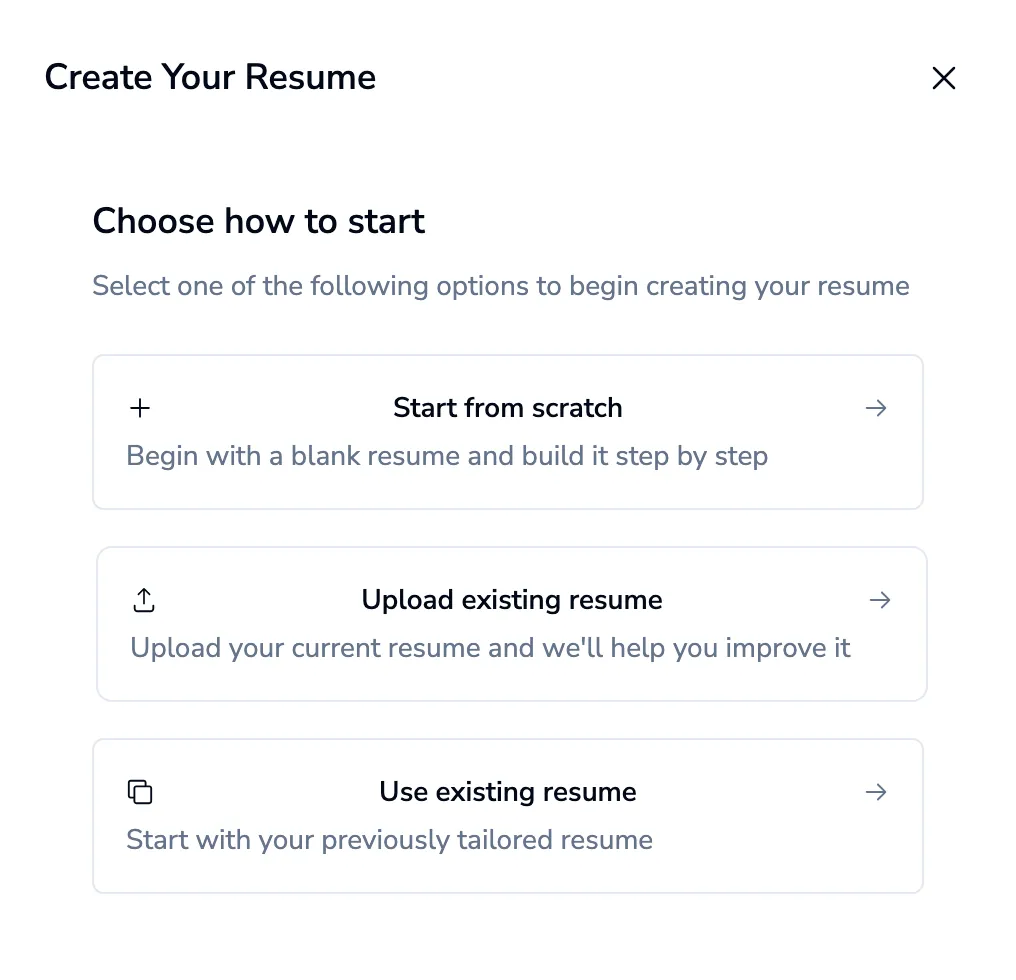 Create Your Resume
Choose how to start
Select one of the following options to begin creating your resume
Start from scratch
Begin with a blank resume and build it step by step
Upload existing resume
Upload your current resume and we'll help you improve it
Use existing resume
Start with your previously tailored resume